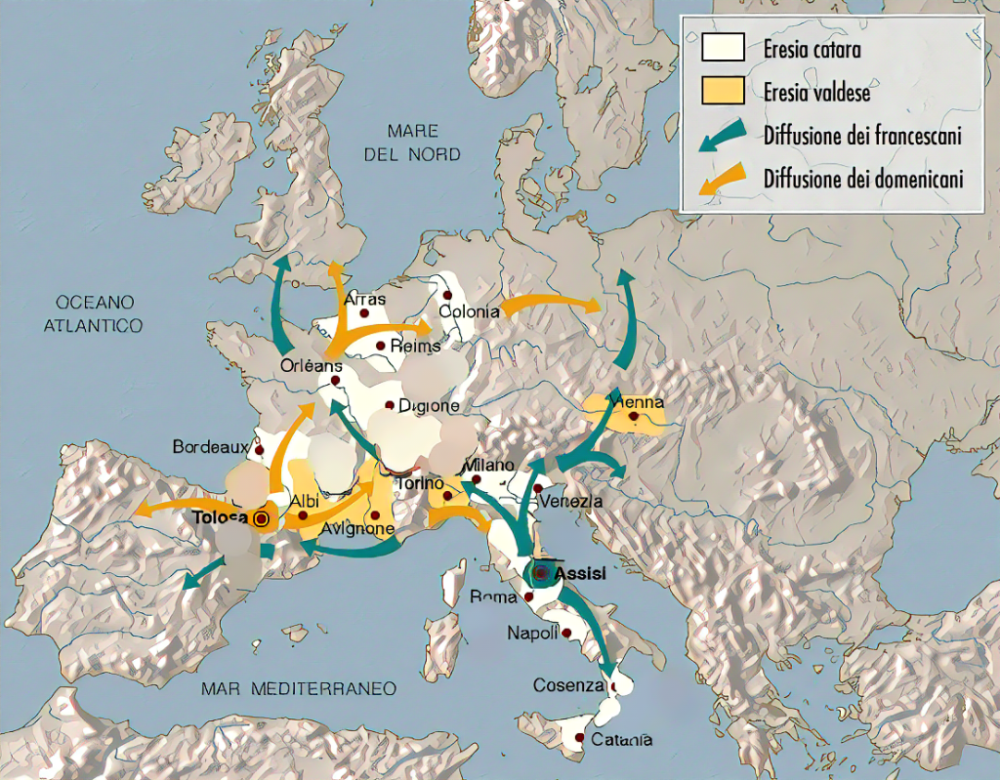 Eresia catara
Eresia valdese
Diffusione dei francescani
Diffusione dei domenicani
MARE
DEL NORD
OCEANO
ATLANTICO
Arras
Colonia
Reims
Orléans
Digione
Vienna
Bordeaux
Milano
Torino
Venezia
Albi
Tolosa
Avignone
Assisi
Roma
Napoli
Cosenza
MAR MEDITERRANEO
Catania